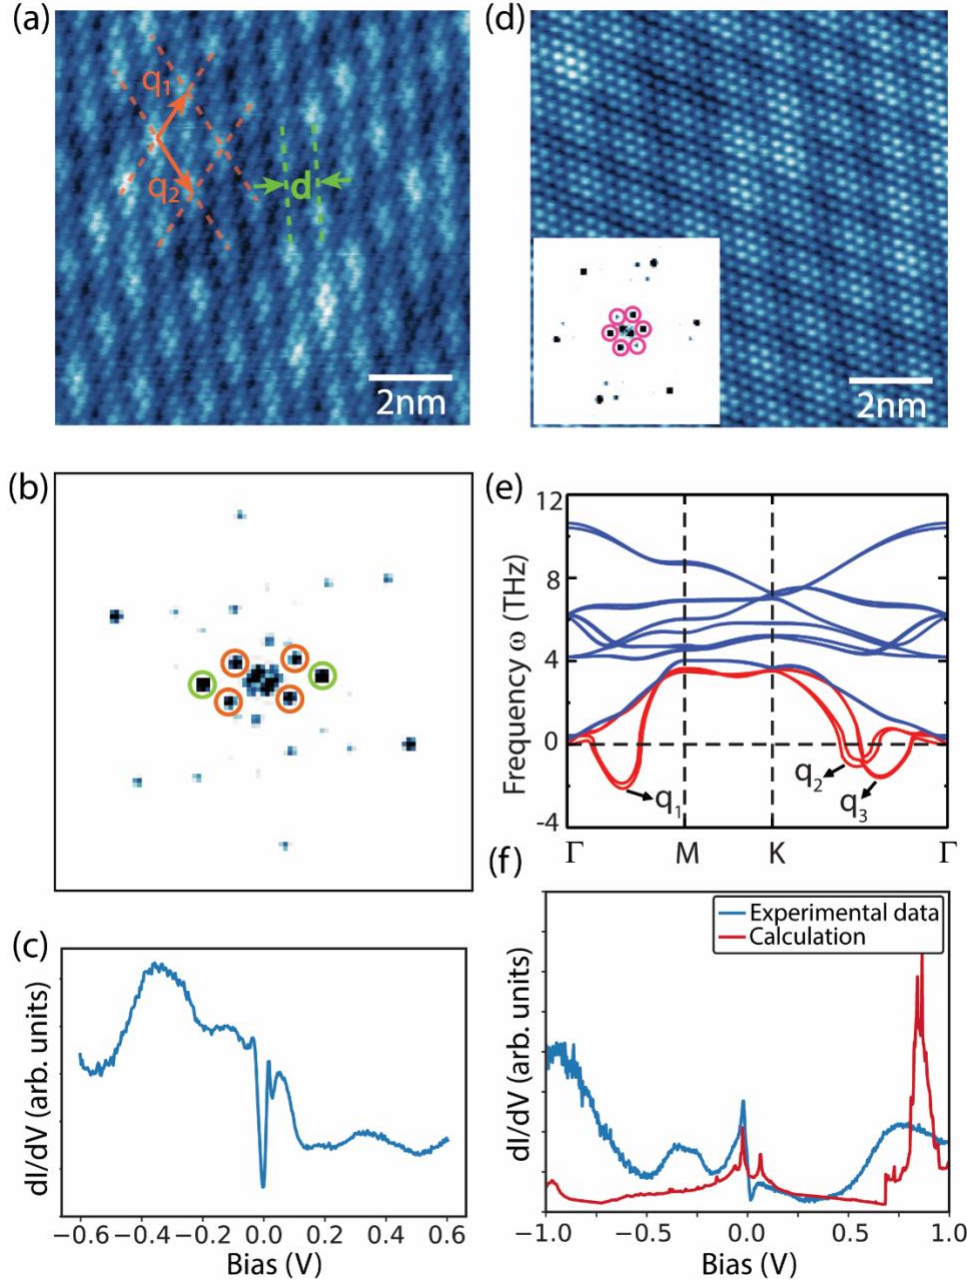 (a)
q₁
q₂
d
2nm
(b)
(c)
dI/dV (arb. units)
−0.6 −0.4 −0.2 0.0 0.2 0.4 0.6
Bias (V)
(d)
2nm
(e)
Frequency ω (THz)
12
8
4
0
-4
q₁
q₂
q₃
Γ M K Γ
(f)
Experimental data
Calculation
dI/dV (arb. units)
−1.0 −0.5 0.0 0.5 1.0
Bias (V)